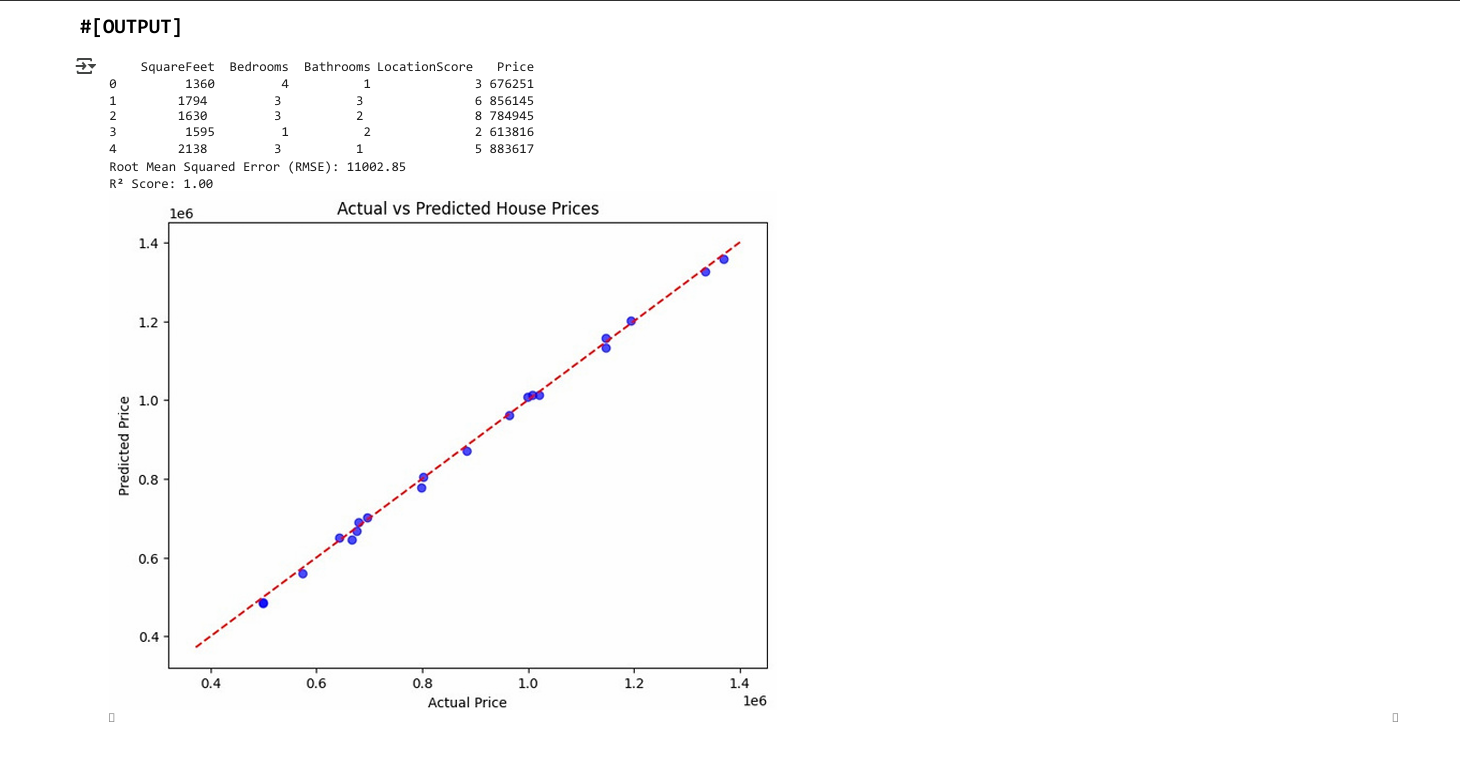 #[OUTPUT]
SquareFeet Bedrooms Bathrooms LocationScore Price
0 1360 4 1 3 676251
1 1794 3 3 6 856145
2 1630 3 2 8 784945
3 1595 1 2 2 613816
4 2138 3 1 5 883617
Root Mean Squared Error (RMSE): 11002.85
R² Score: 1.00
Actual vs Predicted House Prices
1e6
1.4
1.2
1.0
0.8
0.6
0.4
Predicted Price
0.4 0.6 0.8 1.0 1.2 1.4
1e6
Actual Price